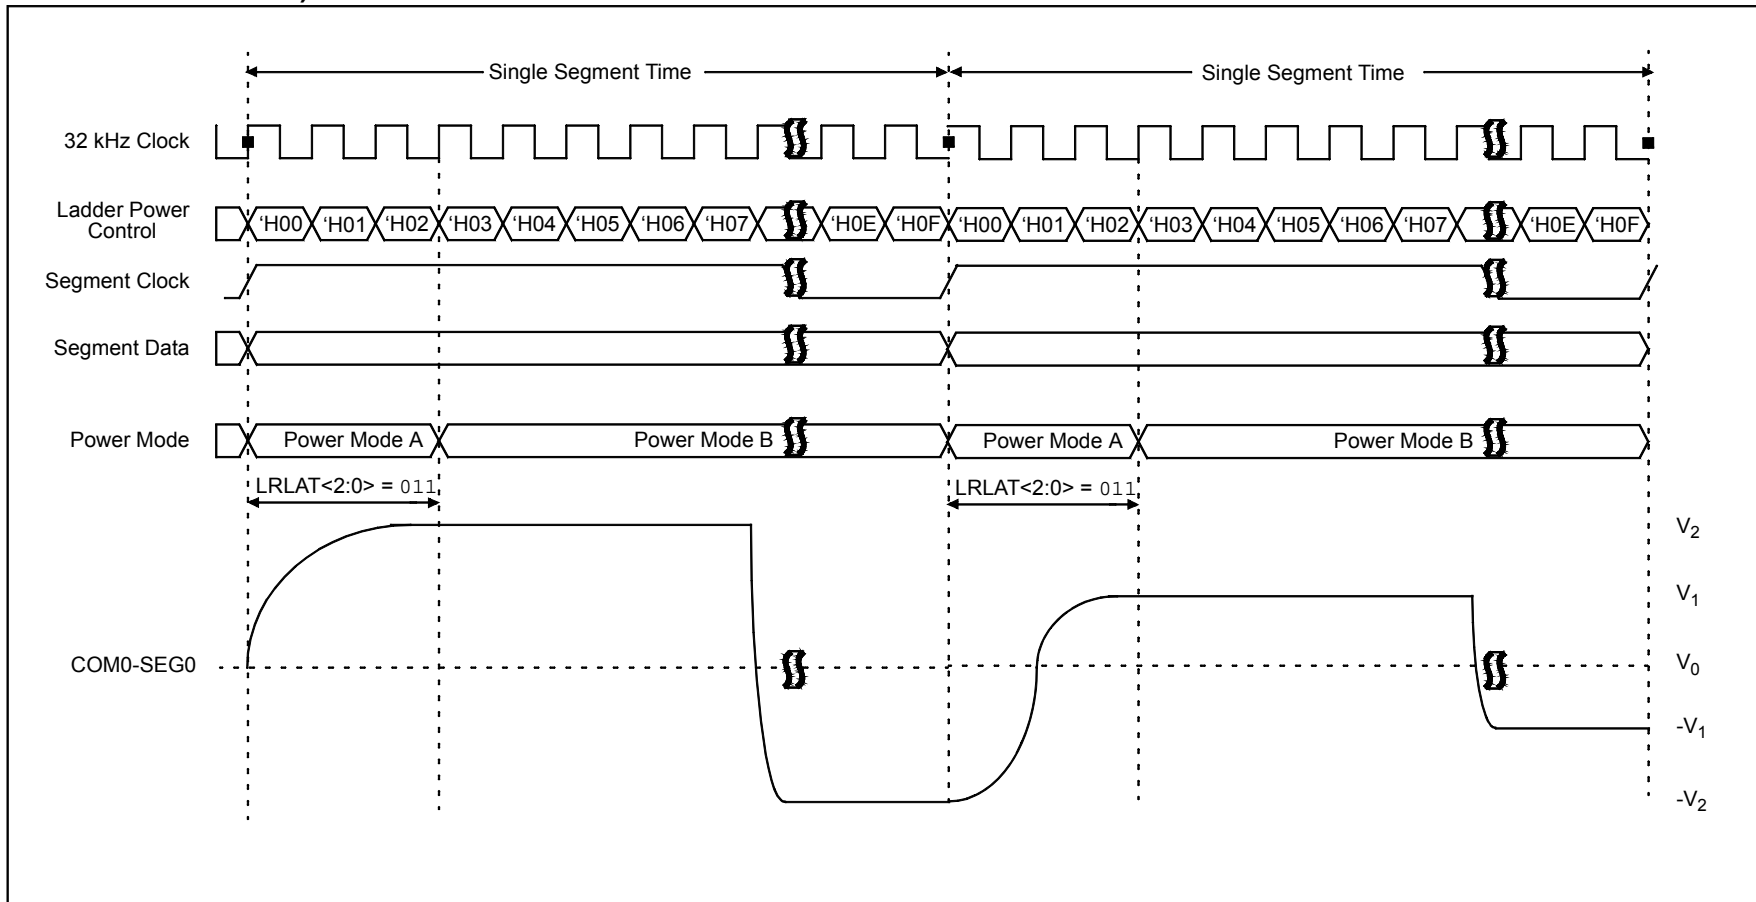 Single Segment Time Single Segment Time
32 kHz Clock
Ladder Power
Control
‘H00 ‘H01 ‘H02 ‘H03 ‘H04 ‘H05 ‘H06 ‘H07 ‘H0E ‘H0F ‘H00 ‘H01 ‘H02 ‘H03 ‘H04 ‘H05 ‘H06 ‘H07 ‘H0E ‘H0F
Segment Clock
Segment Data
Power Mode Power Mode A Power Mode B Power Mode A Power Mode B
LRLAT<2:0> = 011 LRLAT<2:0> = 011
V2
V1
COM0-SEG0 V0
-V1
-V2